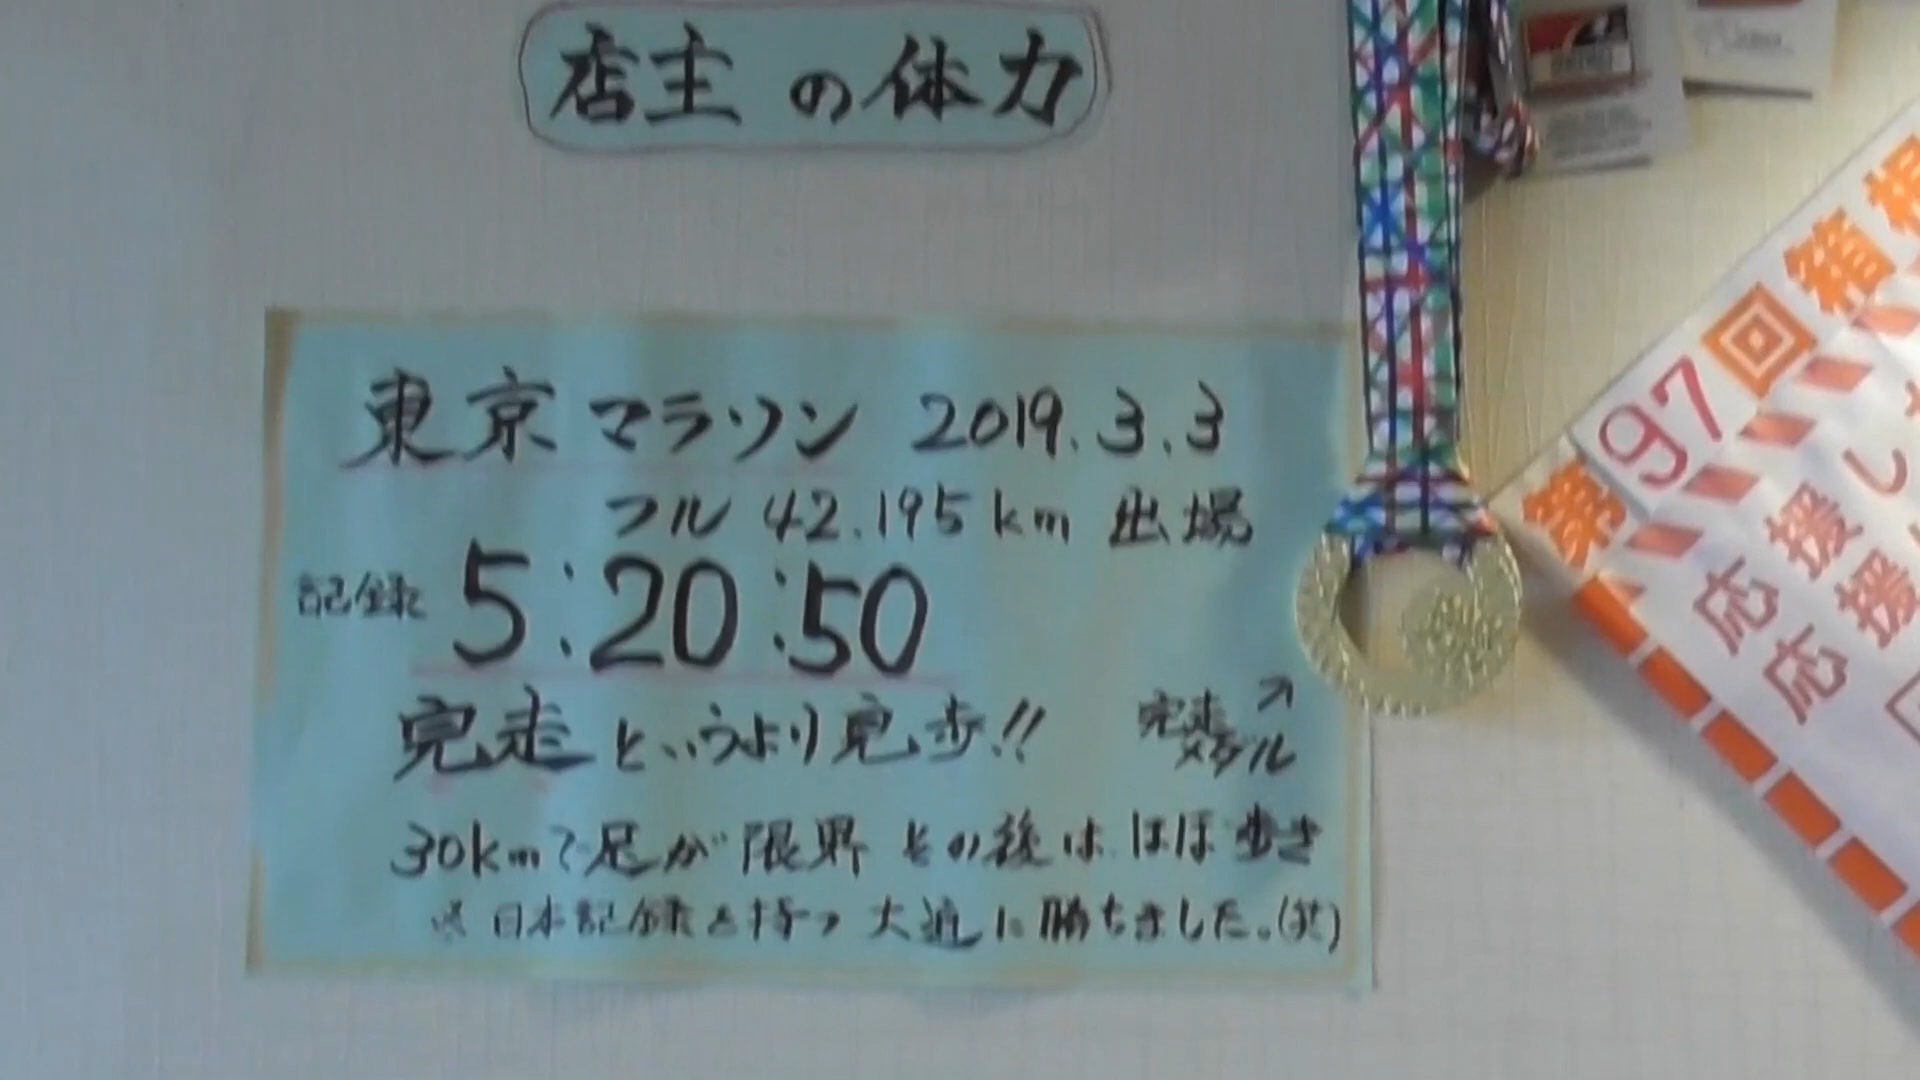 店主の体力
東京マラソン 2019.3.3
フル 42.195km 出場
記録 5:20:50
完走というより完歩!!
完走メダル ↗
30kmで足が限界 その後は ほぼ歩き
※日本記録を持つ 大迫に勝ちました。(笑)
第97回箱根
応援し
応援